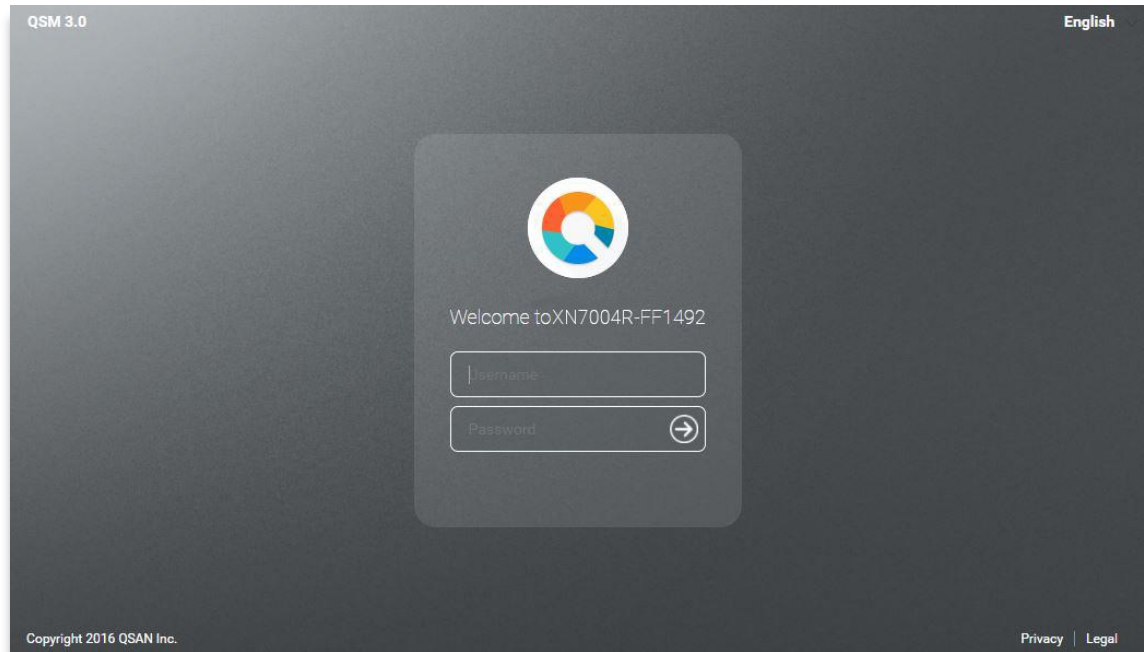 QSM 3.0
English
Welcome toXN7004R-FF1492
Username
Password
Copyright 2016 QSAN Inc.
Privacy | Legal